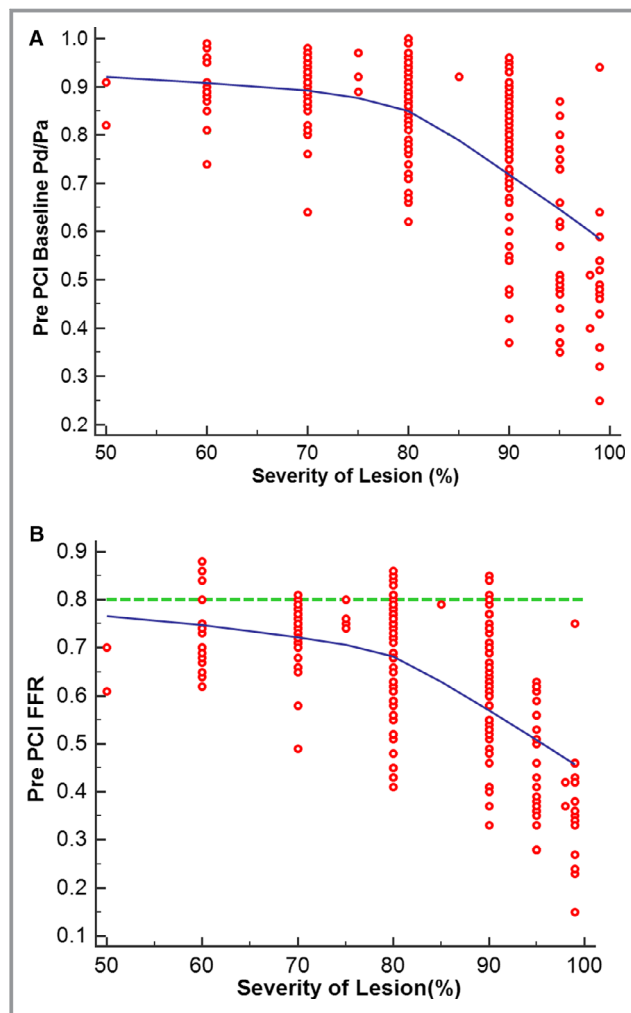 A
Pre PCI Baseline Pd/Pa
1.0
0.9
0.8
0.7
0.6
0.5
0.4
0.3
0.2
50 60 70 80 90 100
Severity of Lesion (%)
B
Pre PCI FFR
0.9
0.8
0.7
0.6
0.5
0.4
0.3
0.2
0.1
50 60 70 80 90 100
Severity of Lesion(%)